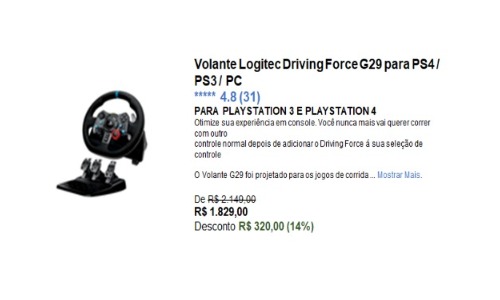 Volante Logitec Driving Force G29 para PS4 /
PS3 / PC
***** 4.8 (31)
PARA PLAYSTATION 3 E PLAYSTATION 4
Otimize sua experiência em console. Você nunca mais vai querer correr
com outro
controle normal depois de adicionar o Driving Force á sua seleção de
controle
O Volante G29 foi projetado para os jogos de corrida ... Mostrar Mais.
De R$ 2.149,00
R$ 1.829,00
Desconto R$ 320,00 (14%)